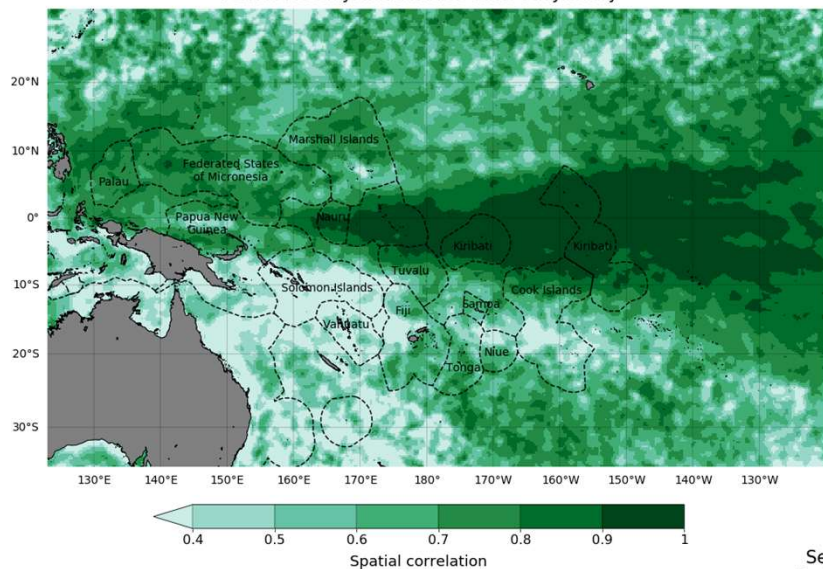 20°N
Marshall Islands
10°N
Federated States
of Micronesia
Palau
Papua New
Guinea
Nauru
0°
Kiribati
Kiribati
Tuvalu
10°S
Solomon Islands
Cook Islands
Samoa
Fiji
Vanuatu
20°S
Niue
Tonga
30°S
130°E 140°E 150°E 160°E 170°E 180° 170°W 160°W 150°W 140°W 130°W
0.4 0.5 0.6 0.7 0.8 0.9 1
Spatial correlation
Se